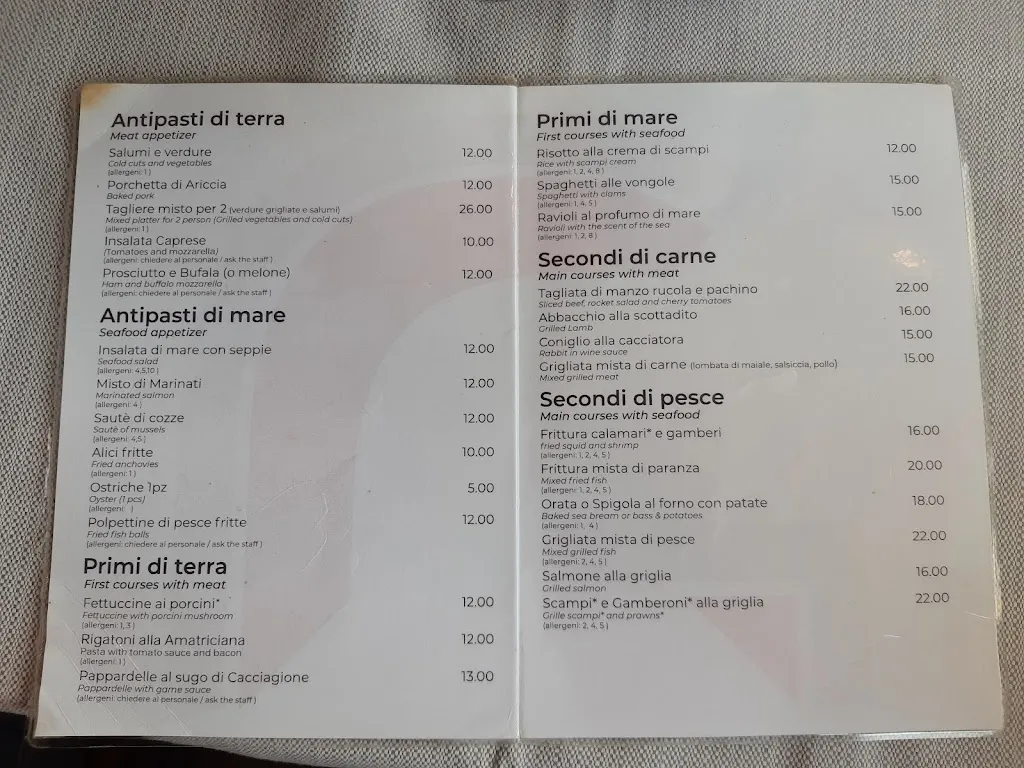 Antipasti di terra
Meat appetizer
Salumi e verdure 12.00
Cold cuts and vegetables
(allergeni: 1 )
Porchetta di Ariccia 12.00
Baked pork
Tagliere misto per 2 (verdure grigliate e salumi) 26.00
Mixed platter for 2 person (Grilled vegetables and cold cuts)
(allergeni: 1 )
Insalata Caprese 10.00
(Tomatoes and mozzarella)
(allergeni: chiedere al personale / ask the staff )
Prosciutto e Bufala (o melone) 12.00
Ham and buffalo mozzarella
(allergeni: chiedere al personale / ask the staff )
Antipasti di mare
Seafood appetizer
Insalata di mare con seppie 12.00
Seafood salad
(allergeni: 4,5,10 )
Misto di Marinati 12.00
Marinated salmon
(allergeni: 4 )
Sautè di cozze 12.00
Sautè of mussels
(allergeni: 4,5 )
Alici fritte 10.00
Fried anchovies
(allergeni: 1 )
Ostriche 1pz 5.00
Oyster (1 pcs)
(allergeni: )
Polpettine di pesce fritte 12.00
Fried fish balls
(allergeni: chiedere al personale / ask the staff )
Primi di terra
First courses with meat
Fettuccine ai porcini* 12.00
Fettuccine with porcini mushroom
(allergeni: 1, 3 )
Rigatoni alla Amatriciana 12.00
Pasta with tomato sauce and bacon
(allergeni: 1 )
Pappardelle al sugo di Cacciagione 13.00
Pappardelle with game sauce
(allergeni: chiedere al personale / ask the staff )
Primi di mare
First courses with seafood
Risotto alla crema di scampi 12.00
Rice with scampi cream
(allergeni: 1, 2, 4, 8 )
Spaghetti alle vongole 15.00
Spaghetti with clams
(allergeni: 1, 4, 5 )
Ravioli al profumo di mare 15.00
Ravioli with the scent of the sea
(allergeni: 1, 2, 8 )
Secondi di carne
Main courses with meat
Tagliata di manzo rucola e pachino 22.00
Sliced beef, rocket salad and cherry tomatoes
Abbacchio alla scottadito 16.00
Grilled Lamb
Coniglio alla cacciatora 15.00
Rabbit in wine sauce
Grigliata mista di carne (lombata di maiale, salsiccia, pollo) 15.00
Mixed grilled meat
Secondi di pesce
Main courses with seafood
Frittura calamari* e gamberi 16.00
fried squid and shrimp
(allergeni: 1, 2, 4, 5 )
Frittura mista di paranza 20.00
Mixed fried fish
(allergeni: 1, 2, 4, 5 )
Orata o Spigola al forno con patate 18.00
Baked sea bream or bass & potatoes
(allergeni: 1, 4 )
Grigliata mista di pesce 22.00
Mixed grilled fish
(allergeni: 2, 4, 5 )
Salmone alla griglia 16.00
Grilled salmon
Scampi* e Gamberoni* alla griglia 22.00
Grille scampi* and prawns*
(allergeni: 2, 4, 5 )